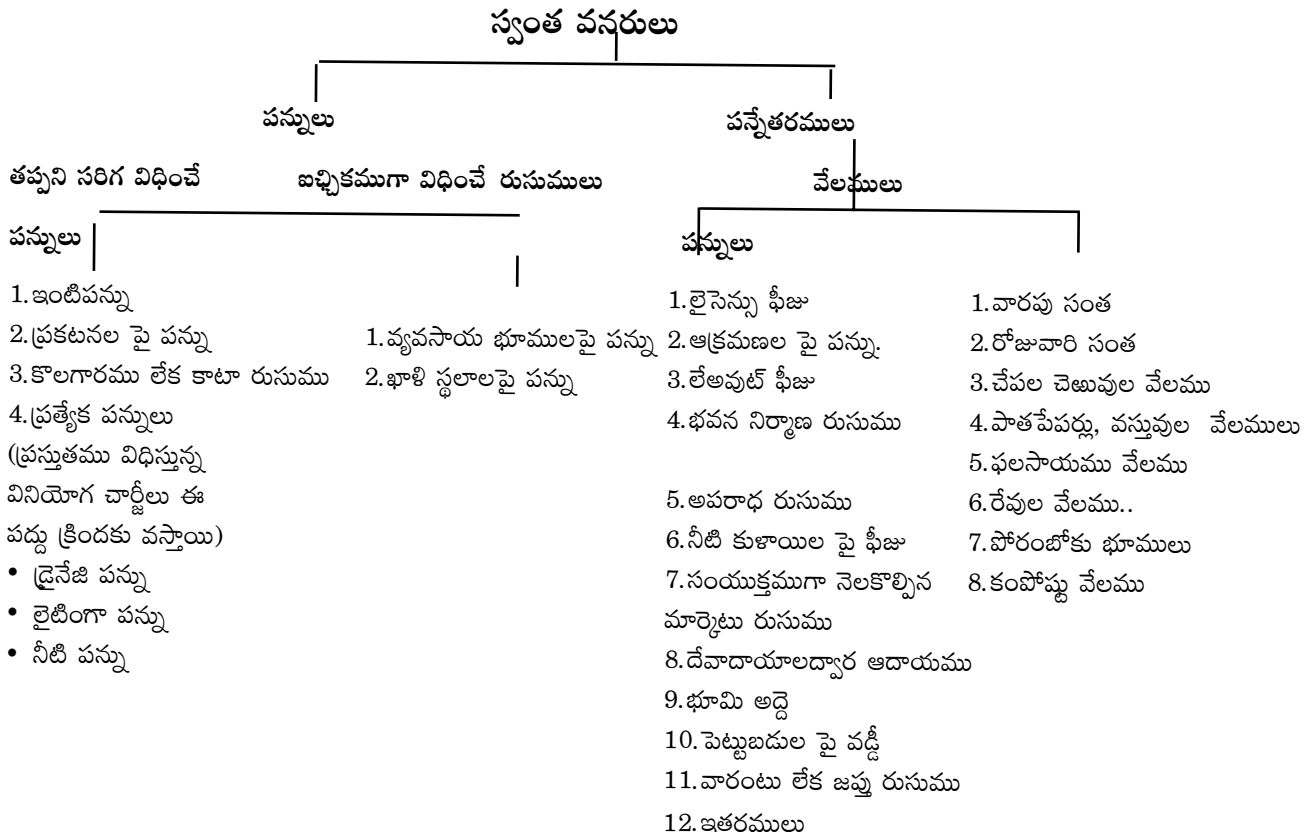 స్వంత వనరులు
పన్నులు
పన్నేతరములు
తప్పని సరిగ విధించే
ఐచ్ఛికముగా విధించే రుసుములు
వేలములు
పన్నులు
పన్నులు
1.ఇంటిపన్ను
2.ప్రకటనల పై పన్ను
3.కొలగారము లేక కాటా రుసుము
4.ప్రత్యేక పన్నులు
(ప్రస్తుతము విధిస్తున్న
వినియోగ చార్జీలు ఈ
పద్దు క్రిందకు వస్తాయి)
• డ్రైనేజి పన్ను
• లైటింగా పన్ను
• నీటి పన్ను
1.వ్యవసాయ భూములపై పన్ను
2.ఖాళి స్థలాలపై పన్ను
1.లైసెన్సు ఫీజు
2.ఆక్రమణల పై పన్ను.
3.లేఅవుట్ ఫీజు
4.భవన నిర్మాణ రుసుము
5.అపరాధ రుసుము
6.నీటి కుళాయిల పై ఫీజు
7.సంయుక్తముగా నెలకొల్పిన
మార్కెటు రుసుము
8.దేవాదాయాలద్వార ఆదాయము
9.భూమి అద్దె
10.పెట్టుబడుల పై వడ్డీ
11.వారంటు లేక జప్తు రుసుము
12.ఇతరములు
1.వారపు సంత
2.రోజువారి సంత
3.చేపల చెఱువుల వేలము
4.పాతపేపర్లు, వస్తువుల వేలములు
5.ఫలసాయము వేలము
6.రేవుల వేలము..
7.పోరంబోకు భూములు
8.కంపోష్టు వేలము